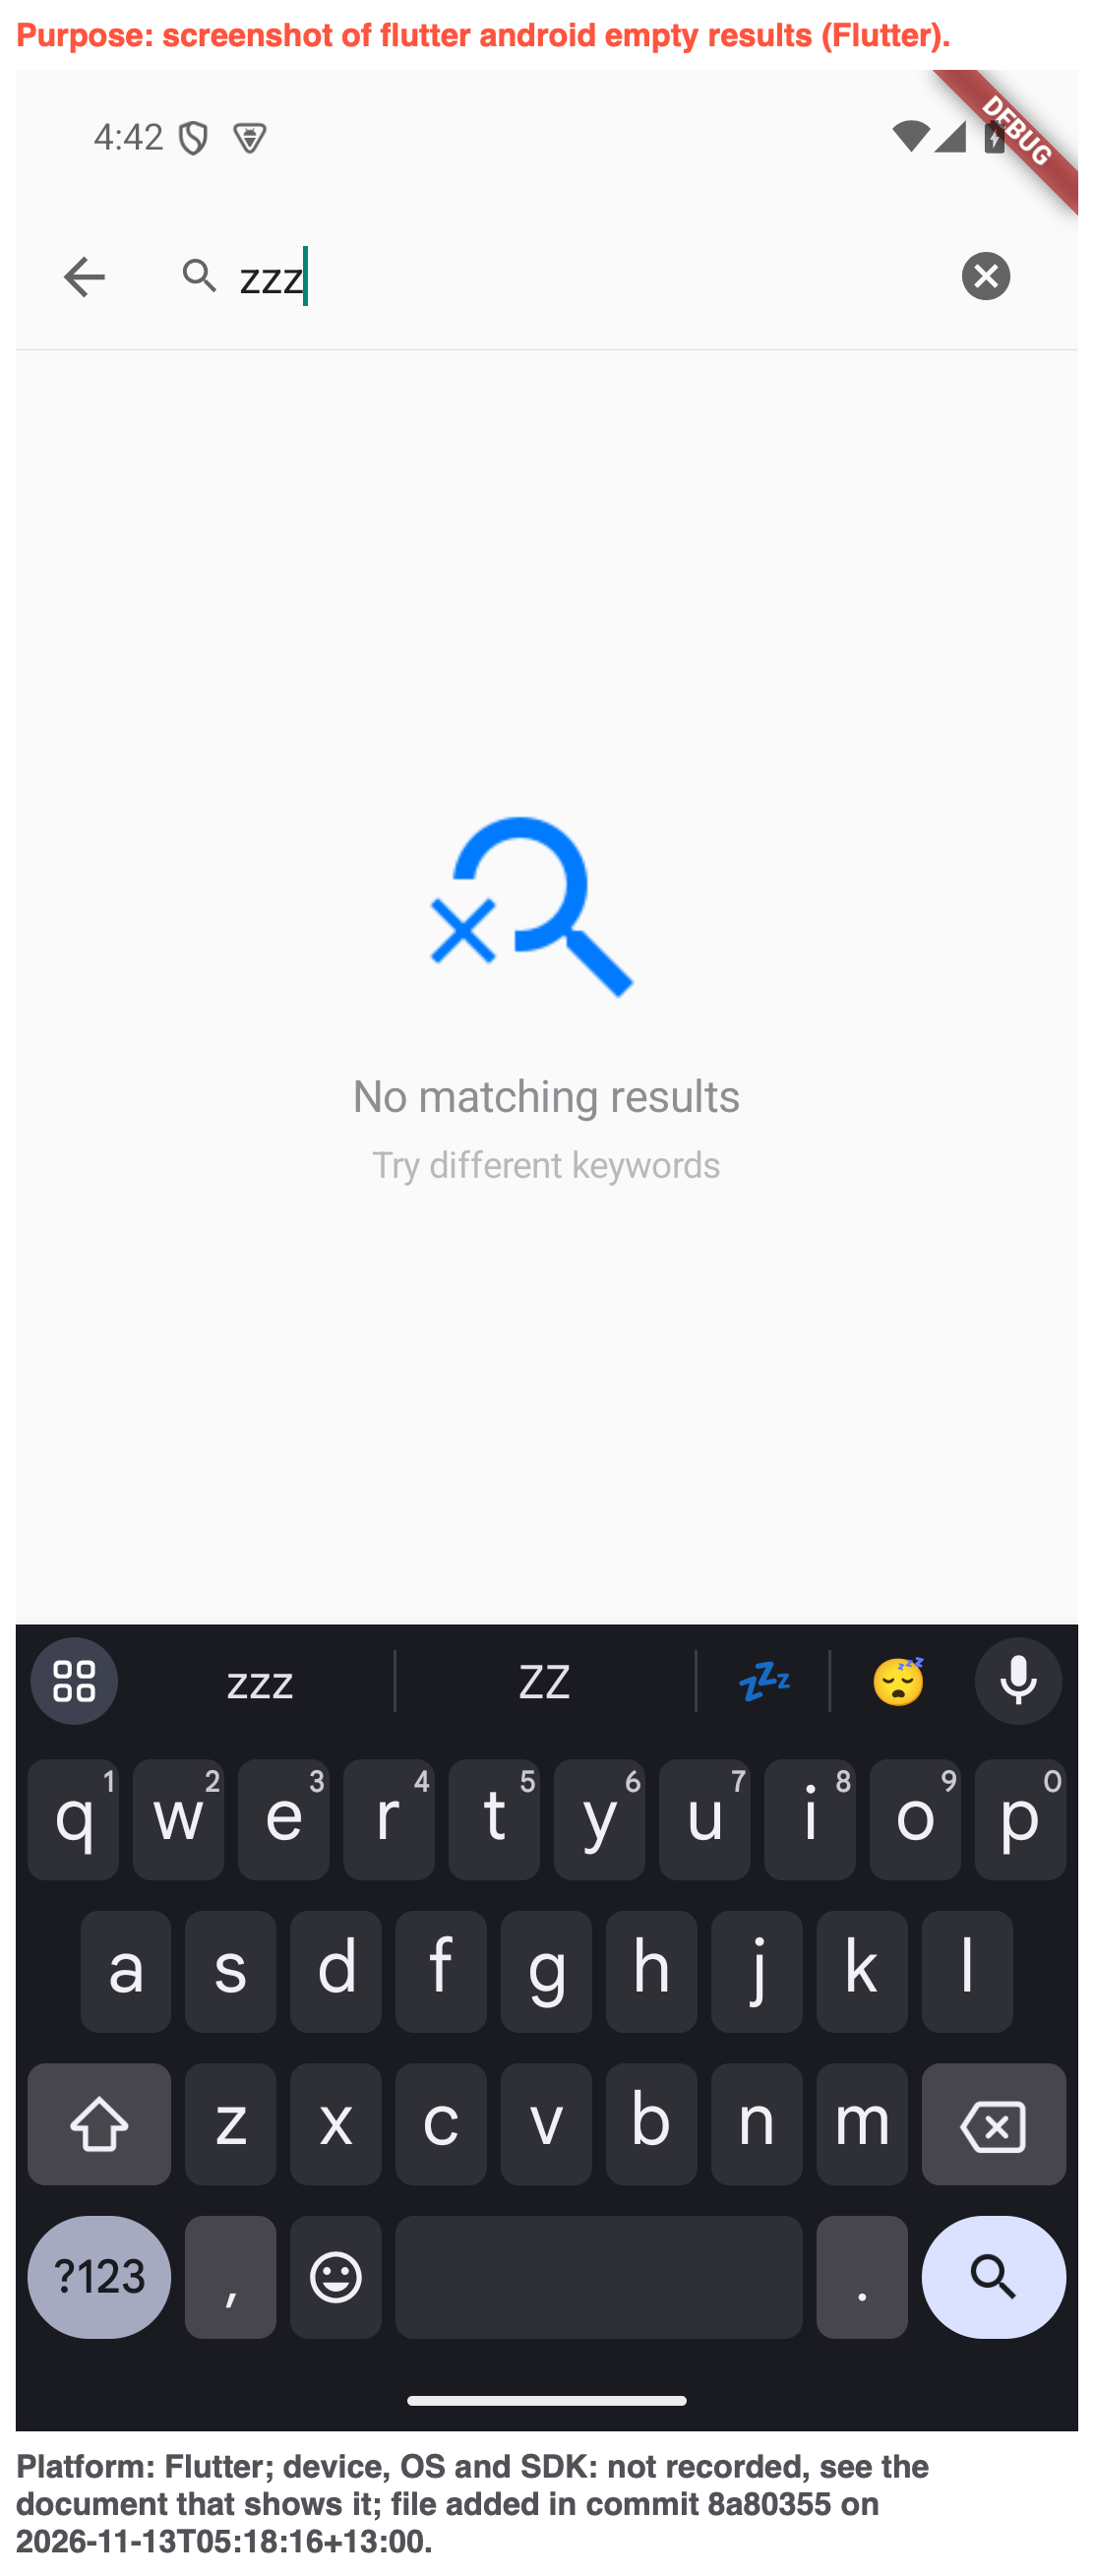 Purpose: screenshot of flutter android empty results (Flutter).
4:42
DEBUG
zzz
No matching results
Try different keywords
zzz ZZ 💤 😴
q1 w2 e3 r4 t5 y6 u7 i8 o9 p0
a s d f g h j k l
z x c v b n m
?123 , .
Platform: Flutter; device, OS and SDK: not recorded, see the
document that shows it; file added in commit 8a80355 on
2026-11-13T05:18:16+13:00.